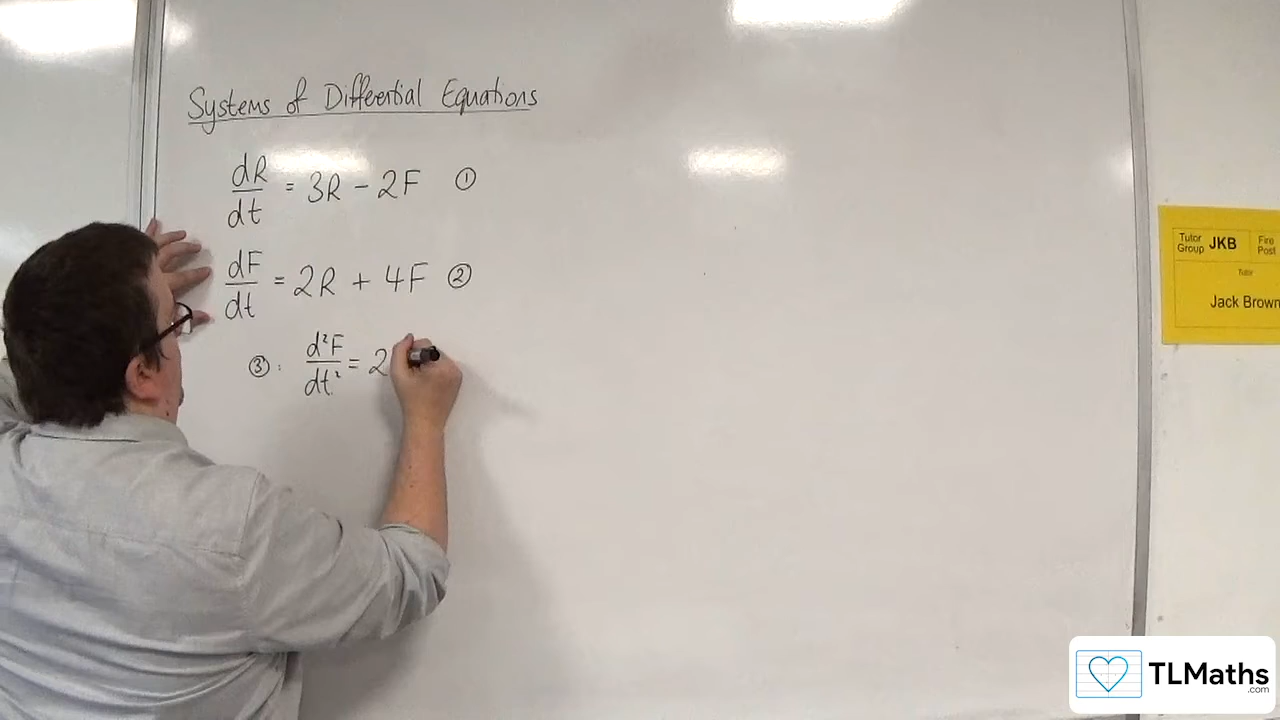 Systems of Differential Equations
dR/dt = 3R - 2F ①
dF/dt = 2R + 4F ②
③: d²F/dt² = 2
Tutor Group JKB Fire Post
Tutor
Jack Brown
TLMaths
.com